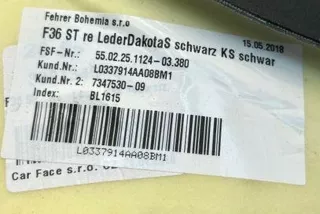 Fehrer Bohemia s.r.o
F36 ST re LederDakotaS schwarz KS schwar
15.05.2018
FSF-Nr.: 55.02.25.1124-03.380
Kund.Nr.: L0337914AA08BM1
Kund.Nr. 2: 7347530-09
Index: BL1615
L0337914AA08BM1
Car Face s.r.o.